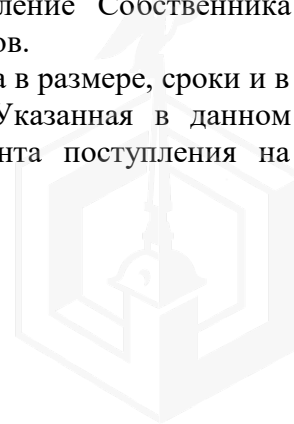 ление Собственника
ов.
а в размере, сроки и в
Указанная в данном
нта поступления на